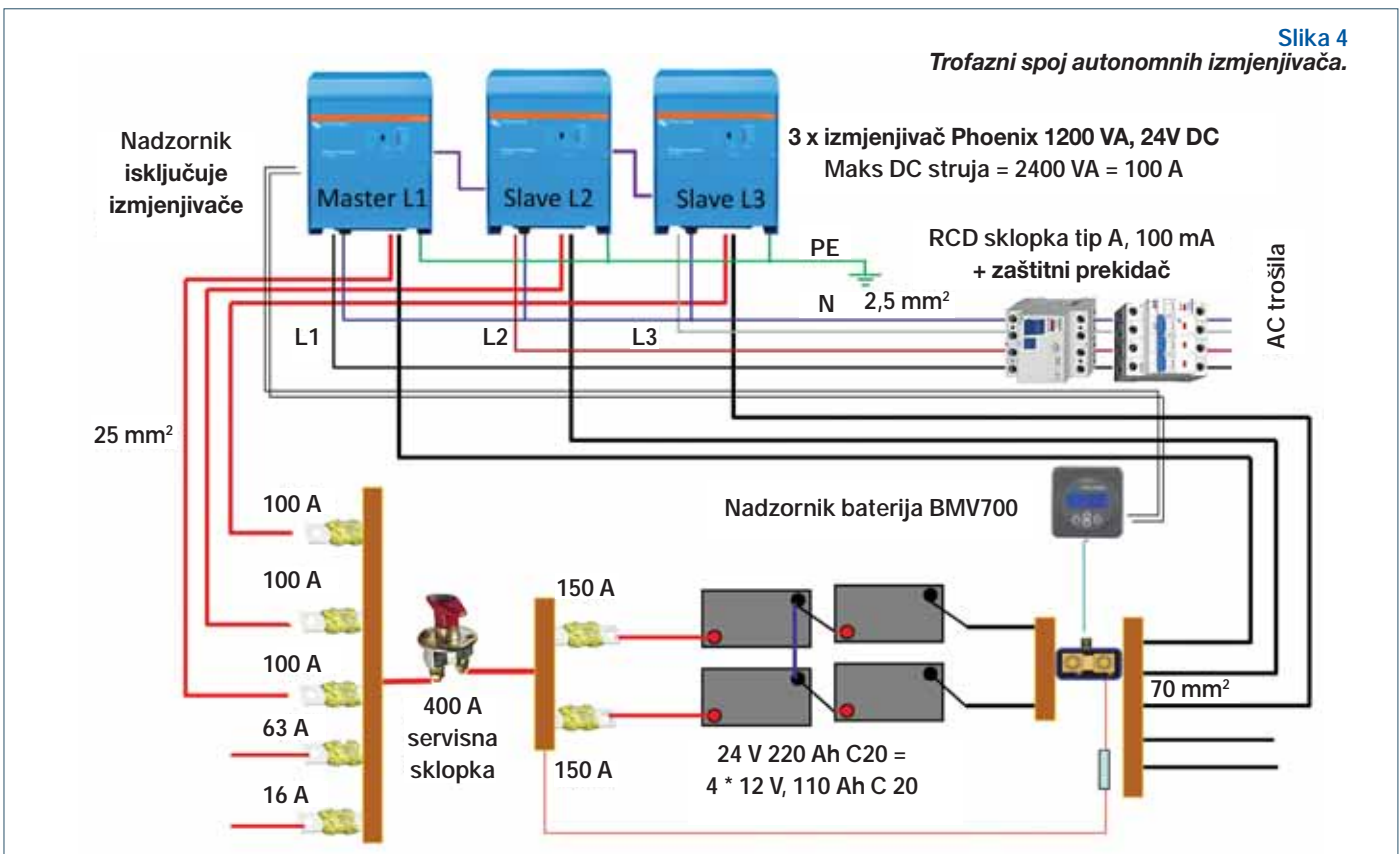 Slika 4
Trofazni spoj autonomnih izmjenjivača.
Nadzornik
isključuje
izmjenjivače
Master L1
Slave L2
Slave L3
3 x izmjenjivač Phoenix 1200 VA, 24V DC
Maks DC struja = 2400 VA = 100 A
RCD sklopka tip A, 100 mA
+ zaštitni prekidač
AC trošila
PE
N
2,5 mm²
L1
L2
L3
25 mm²
Nadzornik baterija BMV700
100 A
100 A
100 A
63 A
16 A
400 A
servisna
sklopka
150 A
150 A
24 V 220 Ah C20 =
4 * 12 V, 110 Ah C 20
70 mm²